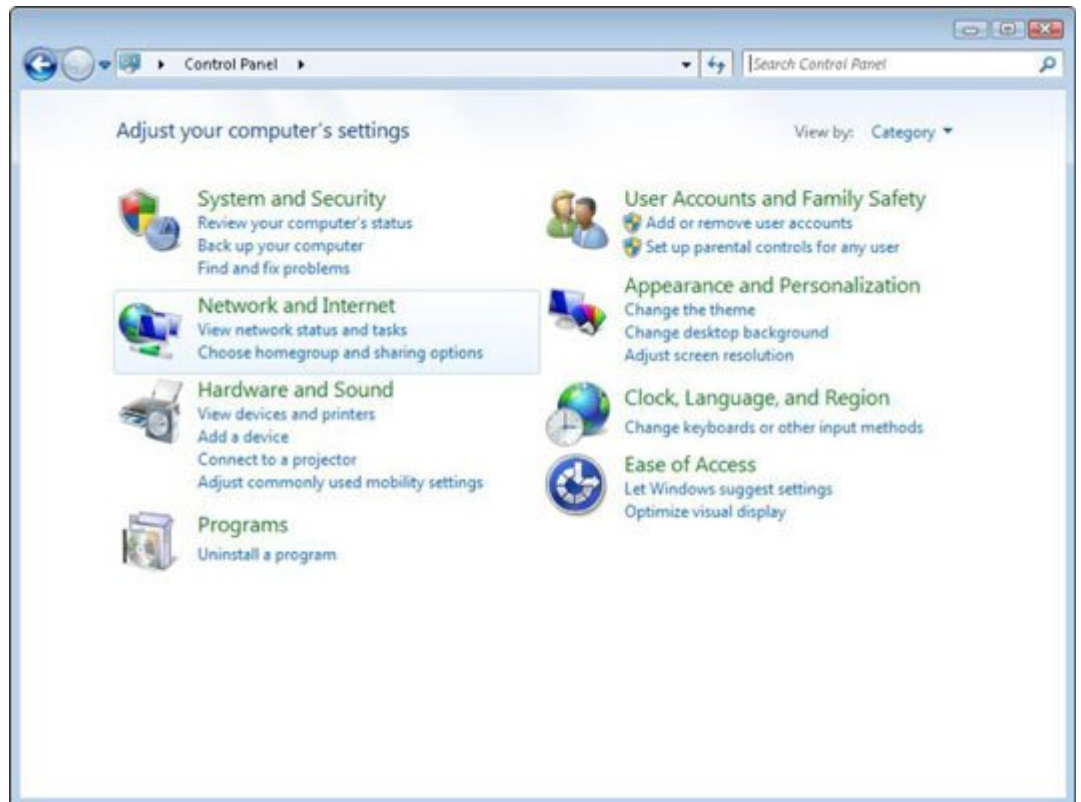 Control Panel
Search Control Panel
Adjust your computer's settings
View by: Category
System and Security
Review your computer's status
Back up your computer
Find and fix problems
Network and Internet
View network status and tasks
Choose homegroup and sharing options
Hardware and Sound
View devices and printers
Add a device
Connect to a projector
Adjust commonly used mobility settings
Programs
Uninstall a program
User Accounts and Family Safety
Add or remove user accounts
Set up parental controls for any user
Appearance and Personalization
Change the theme
Change desktop background
Adjust screen resolution
Clock, Language, and Region
Change keyboards or other input methods
Ease of Access
Let Windows suggest settings
Optimize visual display